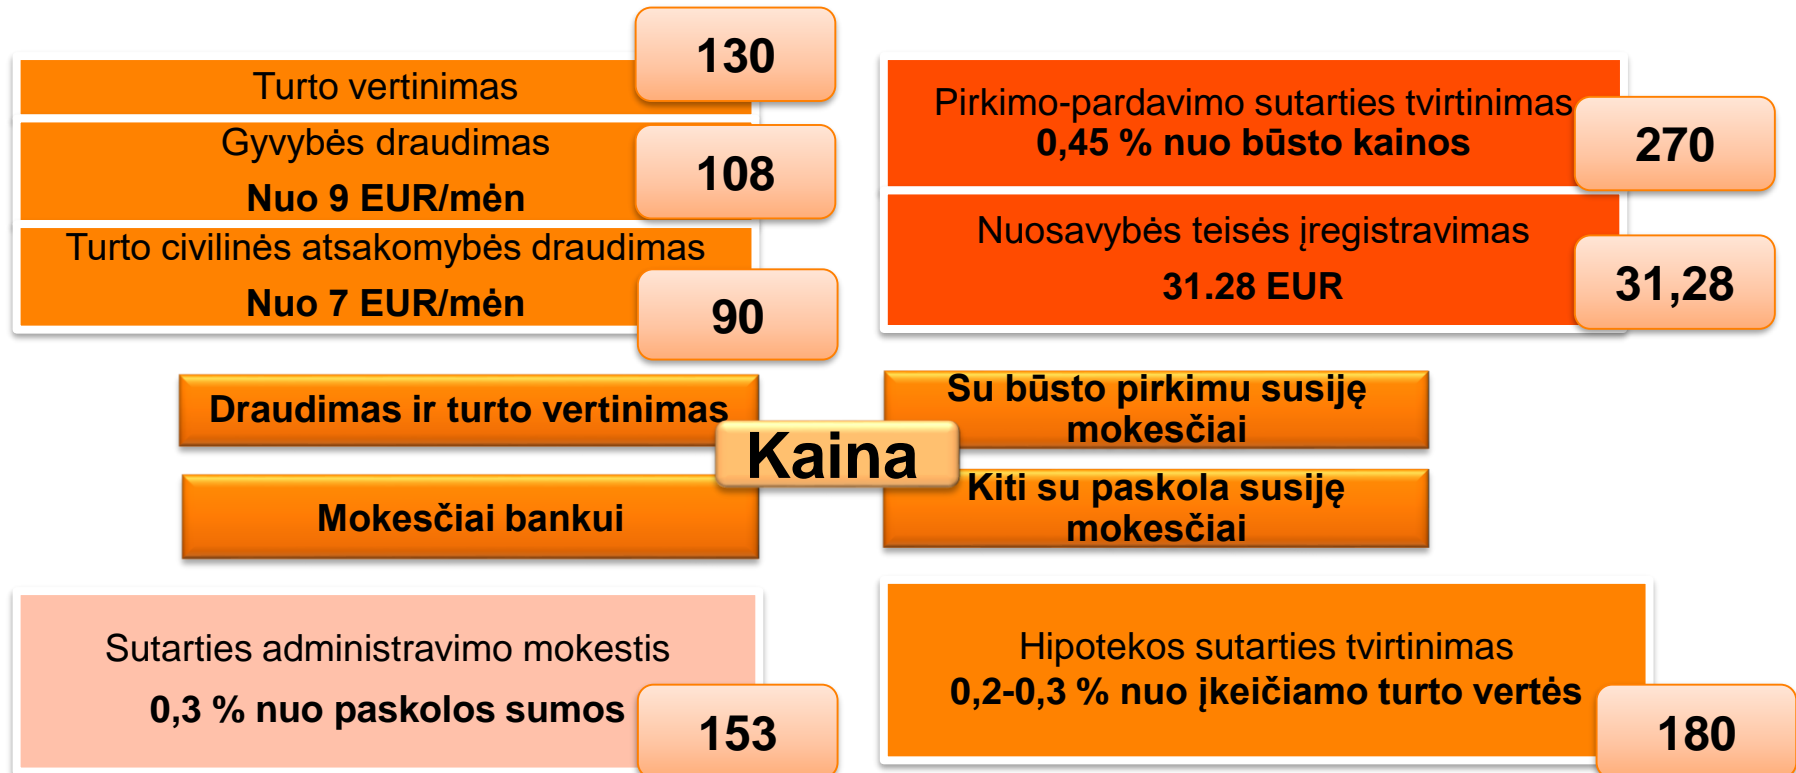 Turto vertinimas
130
Gyvybės draudimas
Nuo 9 EUR/mėn
108
Turto civilinės atsakomybės draudimas
Nuo 7 EUR/mėn
90
Pirkimo-pardavimo sutarties tvirtinimas
0,45 % nuo būsto kainos
270
Nuosavybės teisės įregistravimas
31.28 EUR
31,28
Draudimas ir turto vertinimas
Su būsto pirkimu susiję
mokesčiai
Kaina
Mokesčiai bankui
Kiti su paskola susiję
mokesčiai
Sutarties administravimo mokestis
0,3 % nuo paskolos sumos
153
Hipotekos sutarties tvirtinimas
0,2-0,3 % nuo įkeičiamo turto vertės
180